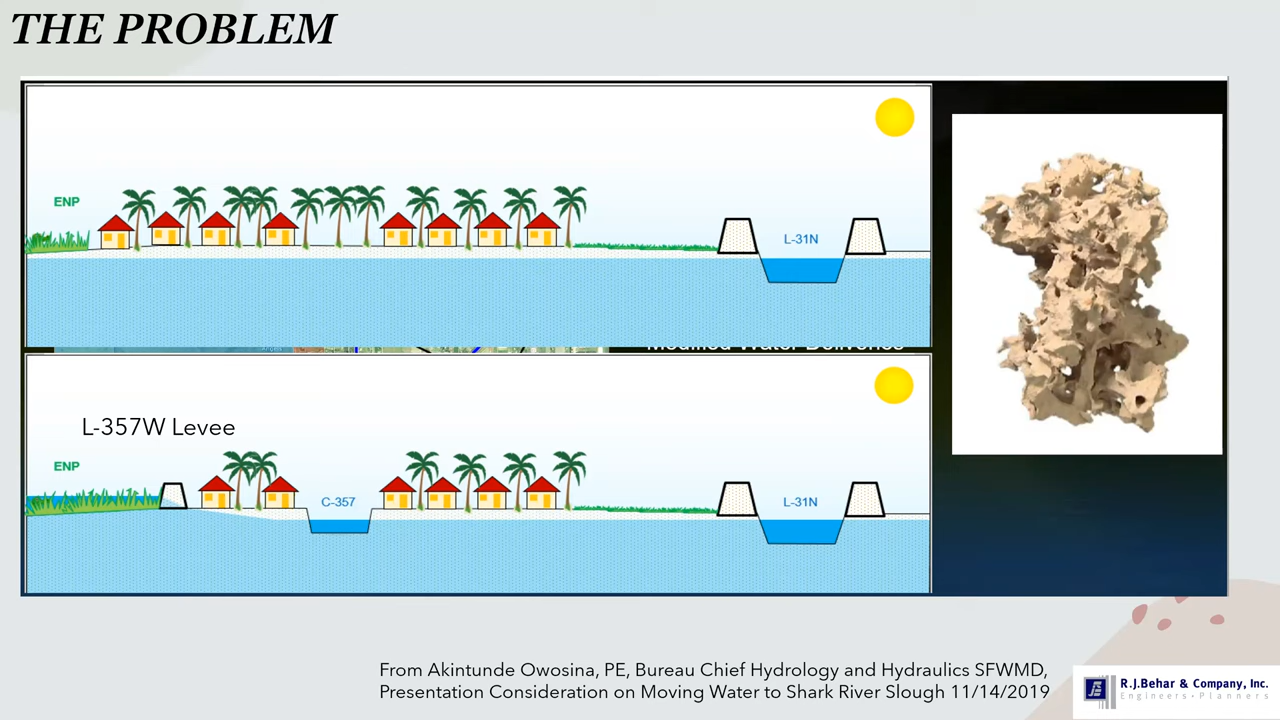 THE PROBLEM
ENP
L-31N
Modified Water Deliveries
L-357W Levee
ENP
C-357
L-31N
From Akintunde Owosina, PE, Bureau Chief Hydrology and Hydraulics SFWMD,
Presentation Consideration on Moving Water to Shark River Slough 11/14/2019
R.J.Behar & Company, Inc.
Engineers•Planners